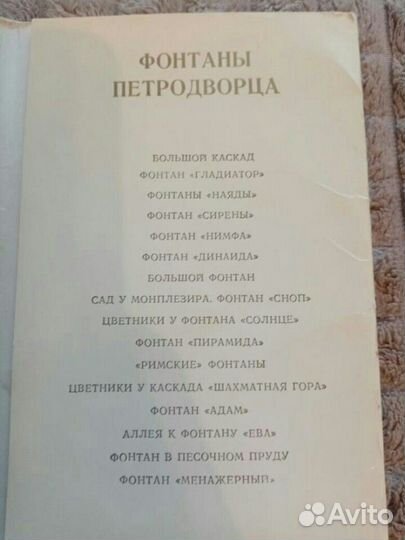 ФОНТАНЫ
ПЕТРОДВОРЦА
БОЛЬШОЙ КАСКАД
ФОНТАН «ГЛАДИАТОР»
ФОНТАНЫ «НАЯДЫ»
ФОНТАН «СИРЕНЫ»
ФОНТАН «НИМФА»
ФОНТАН «ДИНАИДА»
БОЛЬШОЙ ФОНТАН
САД У МОНПЛЕЗИРА. ФОНТАН «СНОП»
ЦВЕТНИКИ У ФОНТАНА «СОЛНЦЕ»
ФОНТАН «ПИРАМИДА»
«РИМСКИЕ» ФОНТАНЫ
ЦВЕТНИКИ У КАСКАДА «ШАХМАТНАЯ ГОРА»
ФОНТАН «АДАМ»
АЛЛЕЯ К ФОНТАНУ «ЕВА»
ФОНТАН В ПЕСОЧНОМ ПРУДУ
ФОНТАН «МЕНАЖЕРНЫЙ»
Avito